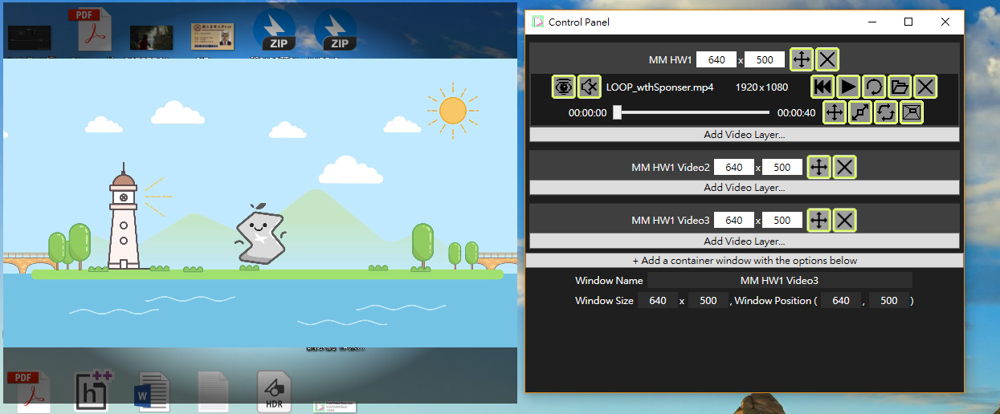 PDF
ZIP
ZIP
Control Panel
MM HW1 640 x 500
LOOP_wthSponser.mp4 1920 x 1080
00:00:00 00:00:40
Add Video Layer...
MM HW1 Video2 640 x 500
Add Video Layer...
MM HW1 Video3 640 x 500
Add Video Layer...
+ Add a container window with the options below
Window Name MM HW1 Video3
Window Size 640 x 500 , Window Position ( 640 , 500 )
PDF
h++
W
HDR